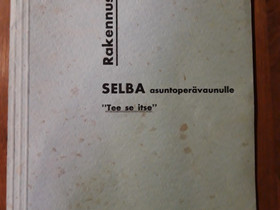 Rakennus
SELBA asuntoperävaunulle
"Tee se itse"